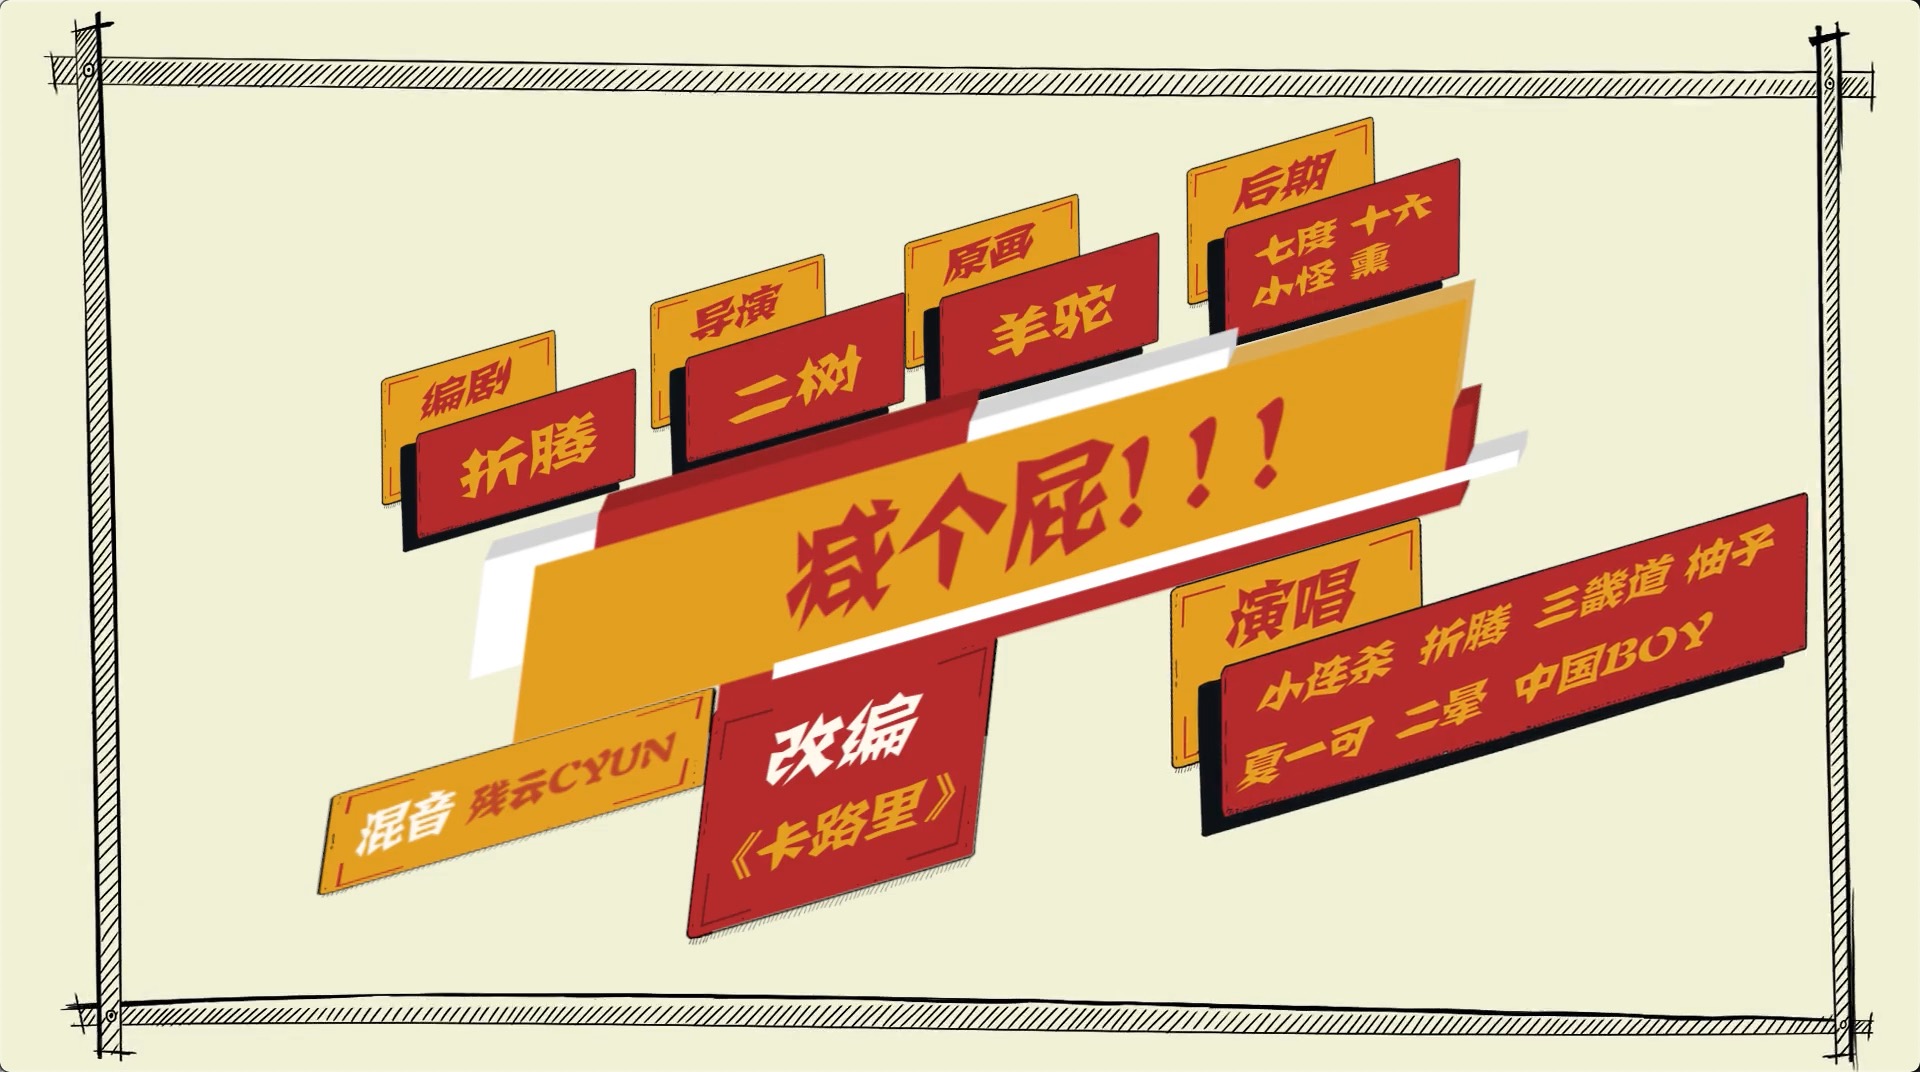 编剧
折腾
导演
二树
原画
羊驼
后期
七度 十六
小怪 熏
减个屁！！！
演唱
小连杀 折腾 三畿道 柚子
夏一可 二晕 中国BOY
混音 残云CYUN
改编
《卡路里》